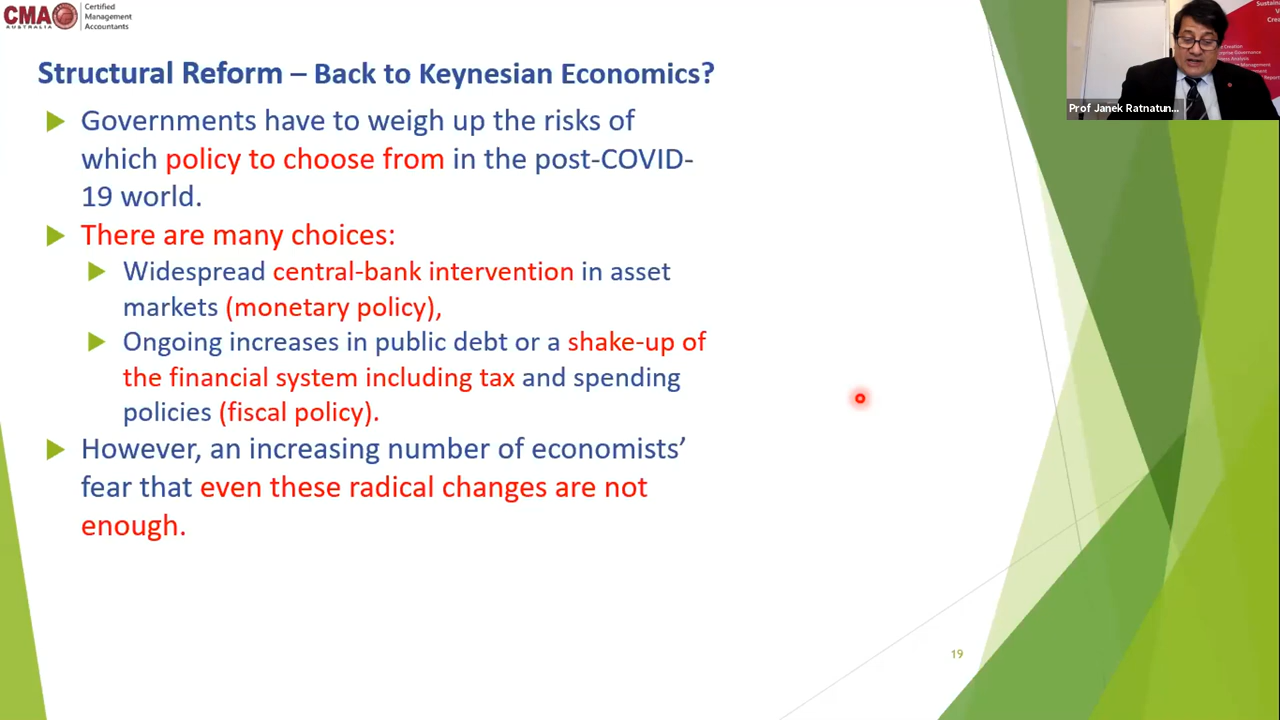 CMA
AUSTRALIA
Certified
Management
Accountants
Structural Reform – Back to Keynesian Economics?
Governments have to weigh up the risks of
which policy to choose from in the post-COVID-
19 world.
There are many choices:
Widespread central-bank intervention in asset
markets (monetary policy),
Ongoing increases in public debt or a shake-up of
the financial system including tax and spending
policies (fiscal policy).
However, an increasing number of economists’
fear that even these radical changes are not
enough.
19
Prof Janek Ratnatun...